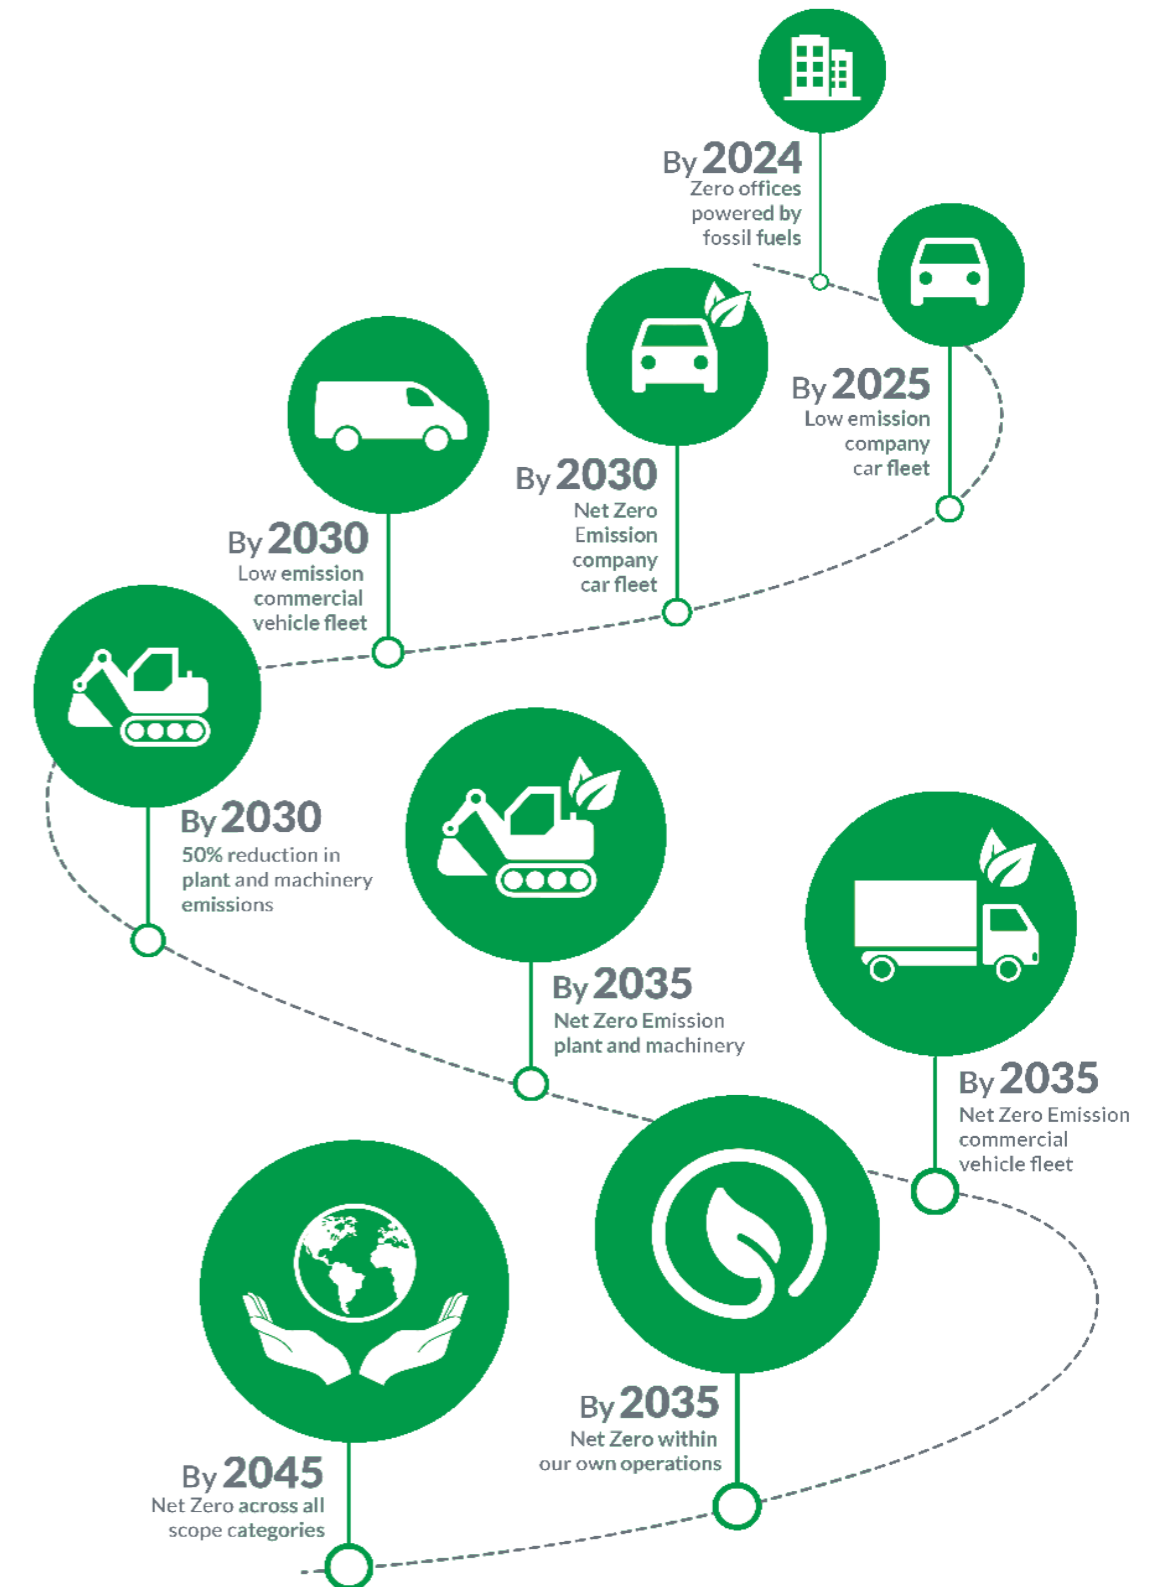 By 2024
Zero offices
powered by
fossil fuels
By 2025
Low emission
company
car fleet
By 2030
Net Zero
Emission
company
car fleet
By 2030
Low emission
commercial
vehicle fleet
By 2030
50% reduction in
plant and machinery
emissions
By 2035
Net Zero Emission
plant and machinery
By 2035
Net Zero Emission
commercial
vehicle fleet
By 2035
Net Zero within
our own operations
By 2045
Net Zero across all
scope categories